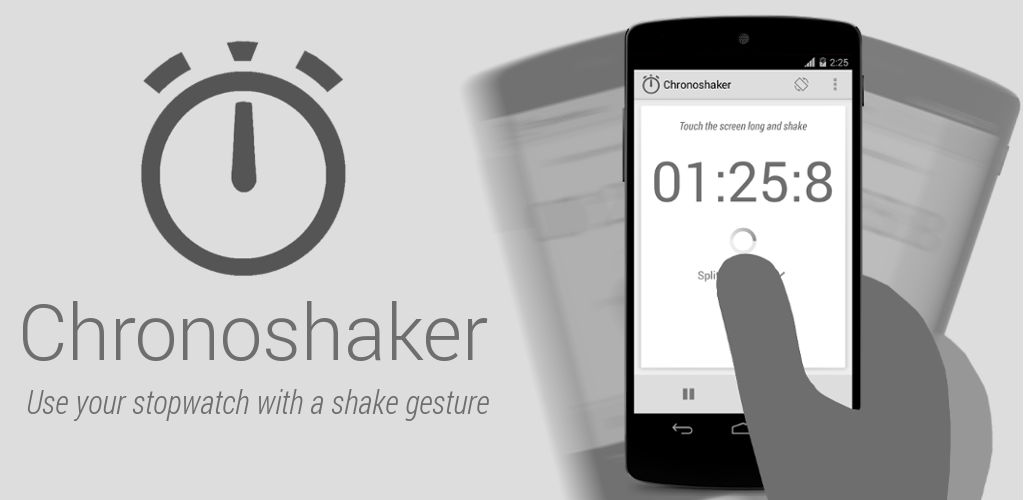 Chronoshaker
Use your stopwatch with a shake gesture
2:25
Chronoshaker
Touch the screen long and shake
01:25:8